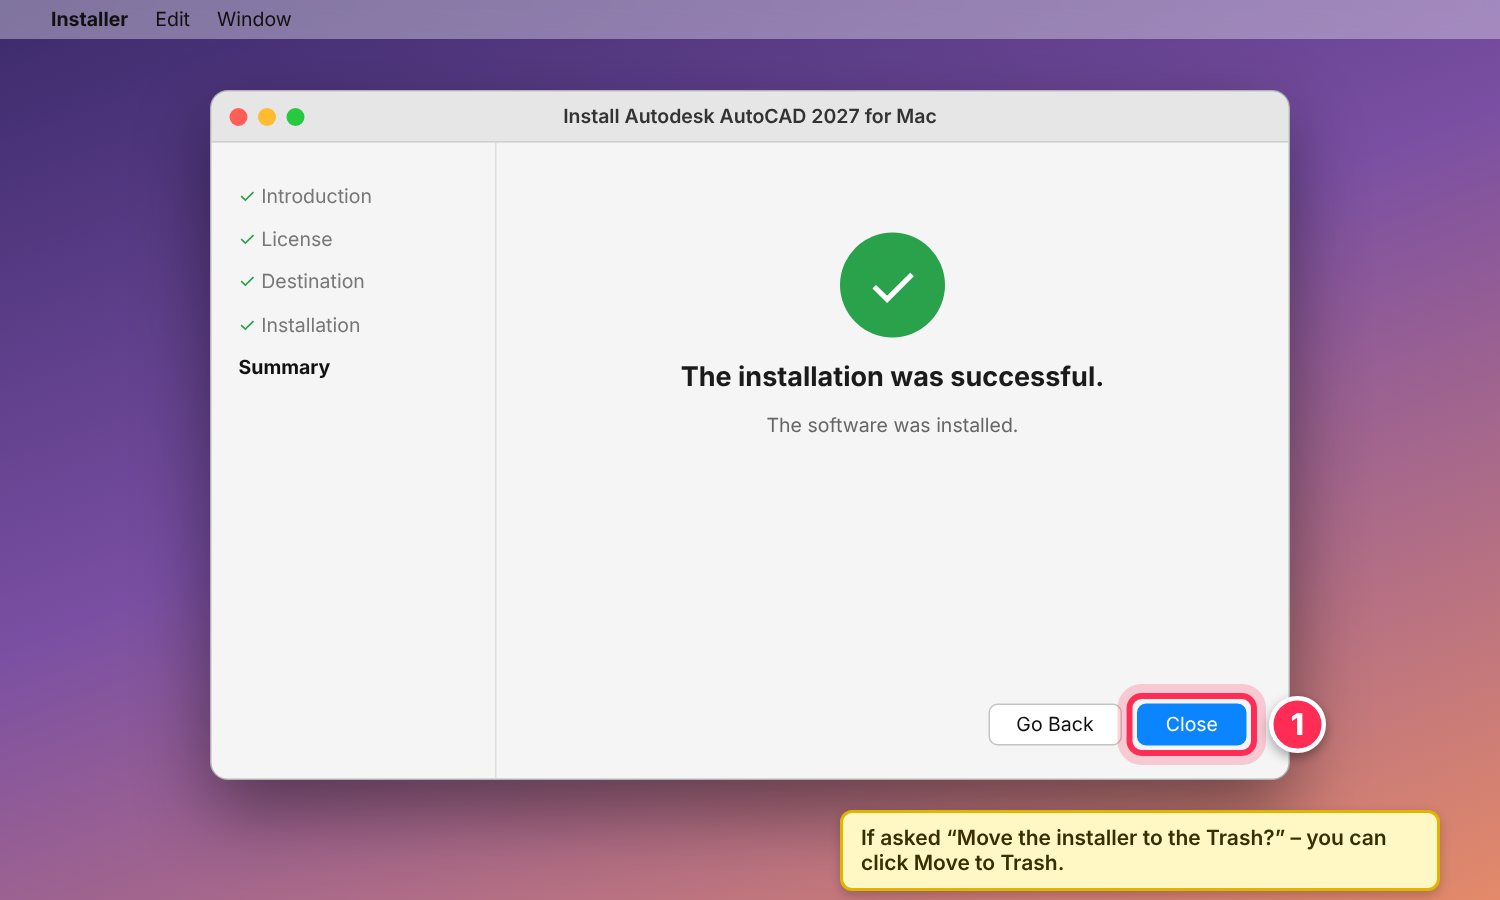 Installer Edit Window
Install Autodesk AutoCAD 2027 for Mac
Introduction
License
Destination
Installation
Summary
The installation was successful.
The software was installed.
Go Back
Close
1
If asked “Move the installer to the Trash?” – you can
click Move to Trash.